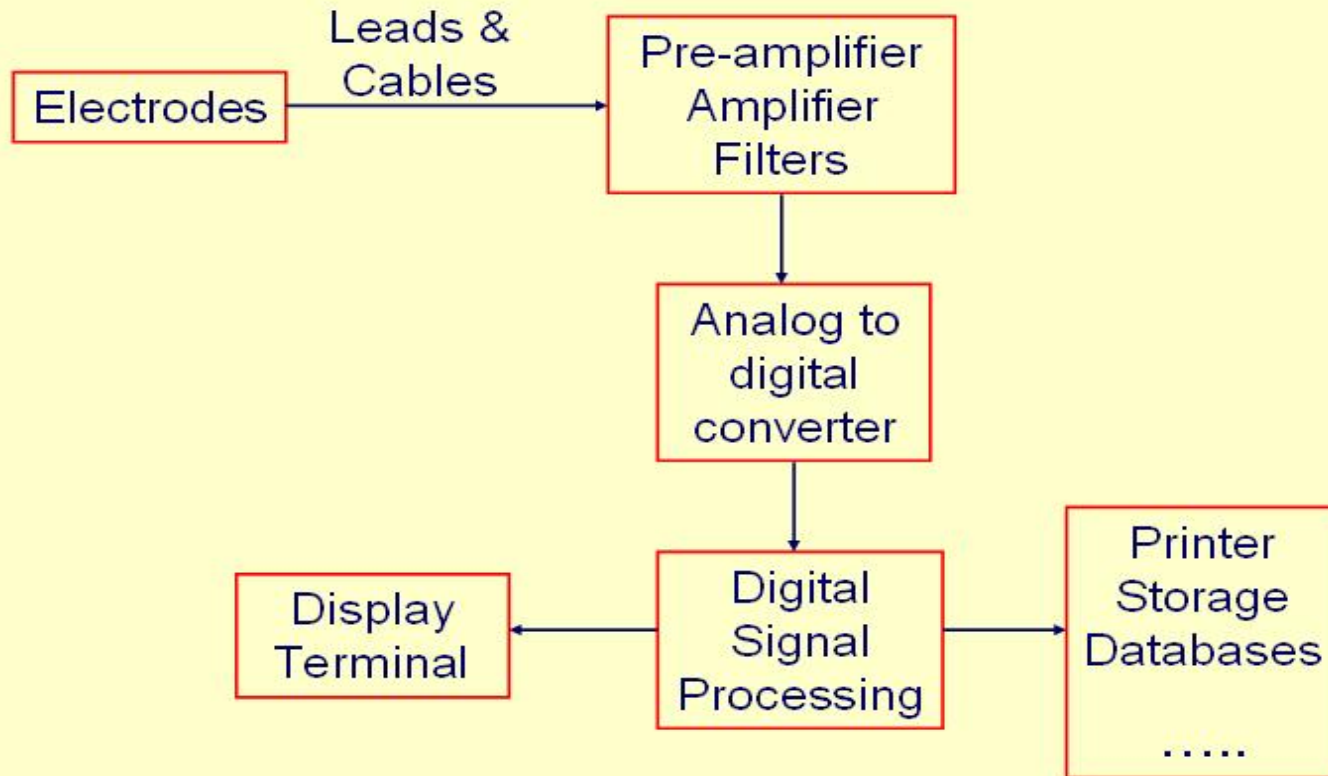 Electrodes
Leads &
Cables
Pre-amplifier
Amplifier
Filters
Analog to
digital
converter
Digital
Signal
Processing
Display
Terminal
Printer
Storage
Databases
.....